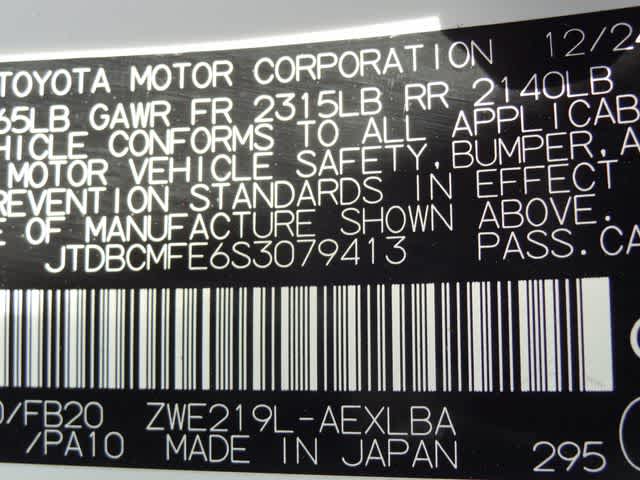 TOYOTA MOTOR CORPORATION 12/24
65LB GAWR FR 2315LB RR 2140LB
HICLE CONFORMS TO ALL APPLICAB
MOTOR VEHICLE SAFETY, BUMPER, A
REVENTION STANDARDS IN EFFECT
E OF MANUFACTURE SHOWN ABOVE.
JTDBCMFE6S3079413 PASS.CA
/FB20 ZWE219L-AEXLBA
/PA10 MADE IN JAPAN 295